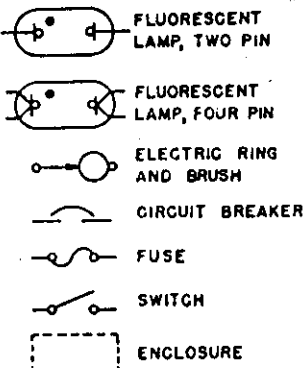 FLUORESCENT
LAMP, TWO PIN
FLUORESCENT
LAMP, FOUR PIN
ELECTRIC RING
AND BRUSH
CIRCUIT BREAKER
FUSE
SWITCH
ENCLOSURE